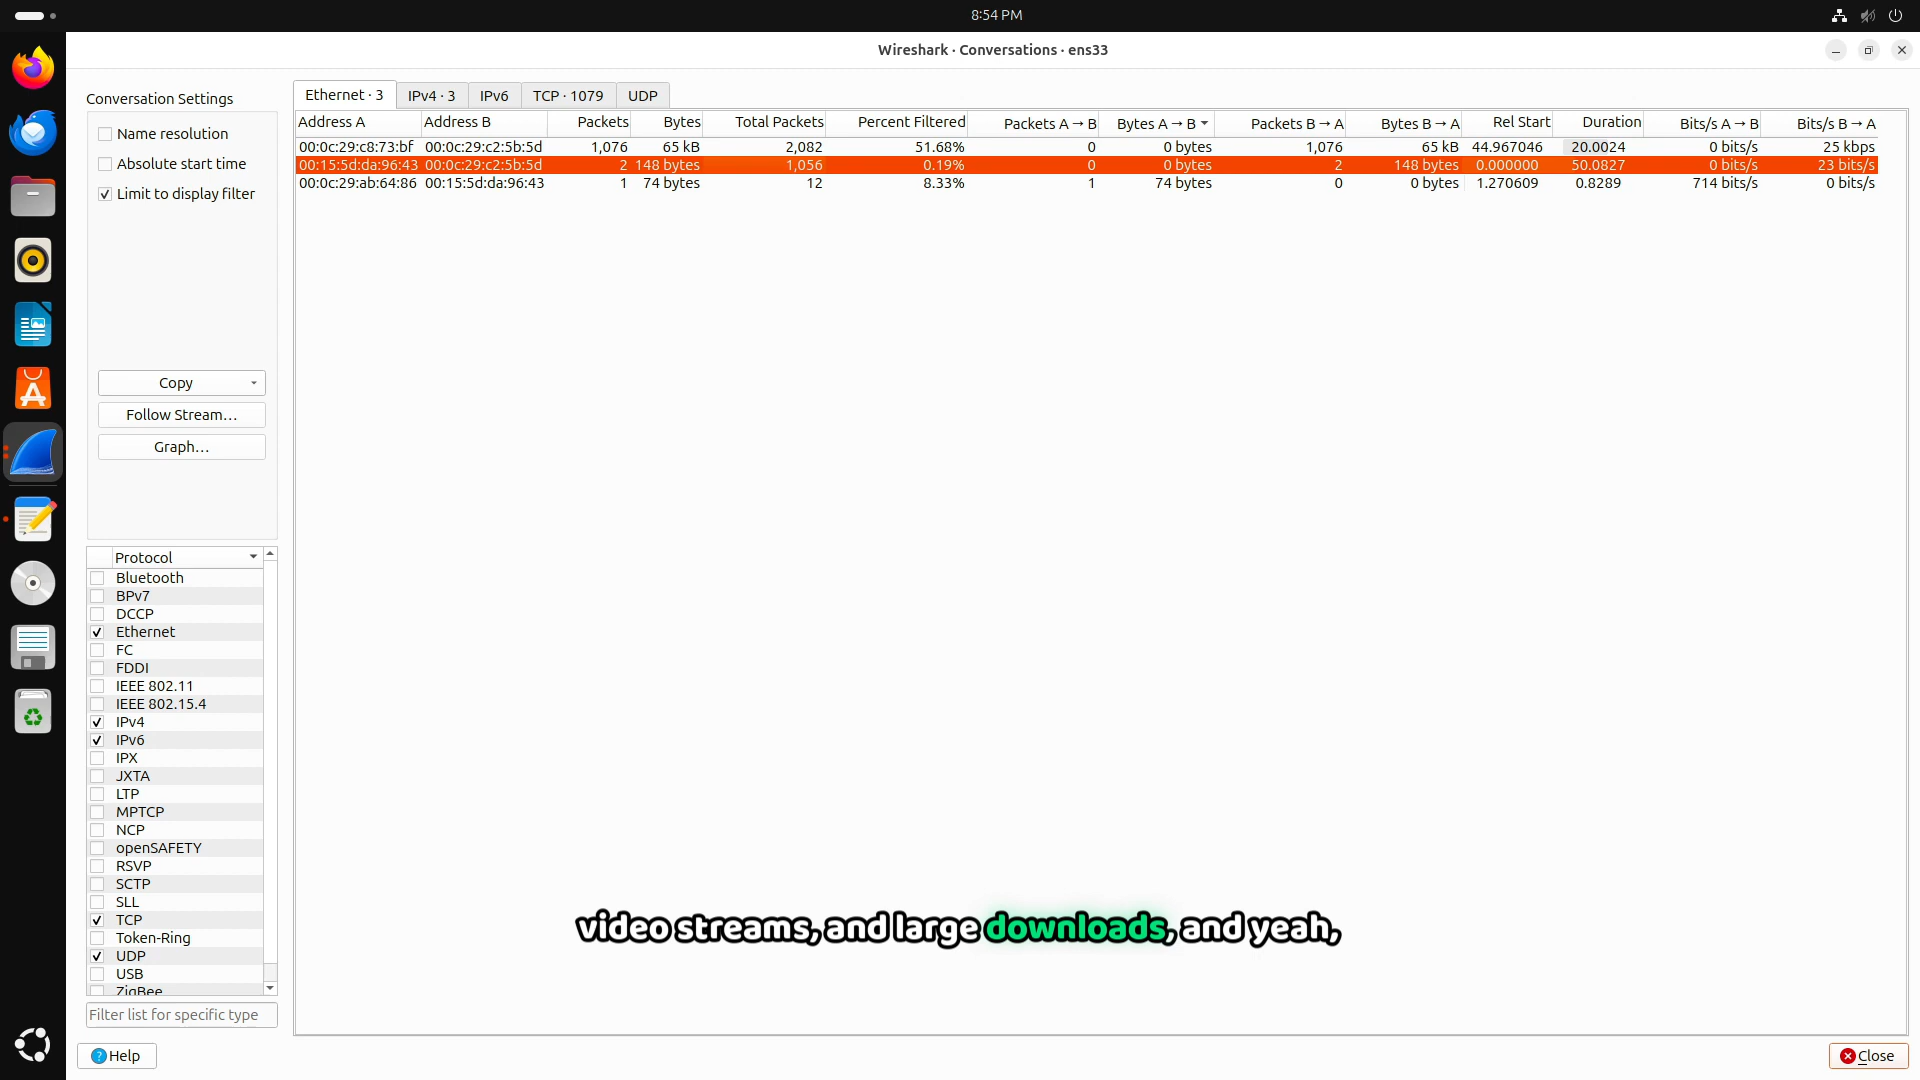 8:54 PM
Wireshark · Conversations · ens33
Conversation Settings
Name resolution
Absolute start time
Limit to display filter
Copy
Follow Stream…
Graph…
Protocol
Bluetooth
BPv7
DCCP
Ethernet
FC
FDDI
IEEE 802.11
IEEE 802.15.4
IPv4
IPv6
IPX
JXTA
LTP
MPTCP
NCP
openSAFETY
RSVP
SCTP
SLL
TCP
Token-Ring
UDP
USB
ZigBee
Filter list for specific type
Help
Ethernet · 3 IPv4 · 3 IPv6 TCP · 1079 UDP
Address A Address B Packets Bytes Total Packets Percent Filtered Packets A → B Bytes A → B Packets B → A Bytes B → A Rel Start Duration Bits/s A → B Bits/s B → A
00:0c:29:c8:73:bf 00:0c:29:c2:5b:5d 1,076 65 kB 2,082 51.68% 0 0 bytes 1,076 65 kB 44.967046 20.0024 0 bits/s 25 kbps
00:15:5d:da:96:43 00:0c:29:c2:5b:5d 2 148 bytes 1,056 0.19% 0 0 bytes 2 148 bytes 0.000000 50.0827 0 bits/s 23 bits/s
00:0c:29:ab:64:86 00:15:5d:da:96:43 1 74 bytes 12 8.33% 1 74 bytes 0 0 bytes 1.270609 0.8289 714 bits/s 0 bits/s
video streams, and large downloads, and yeah,
Close